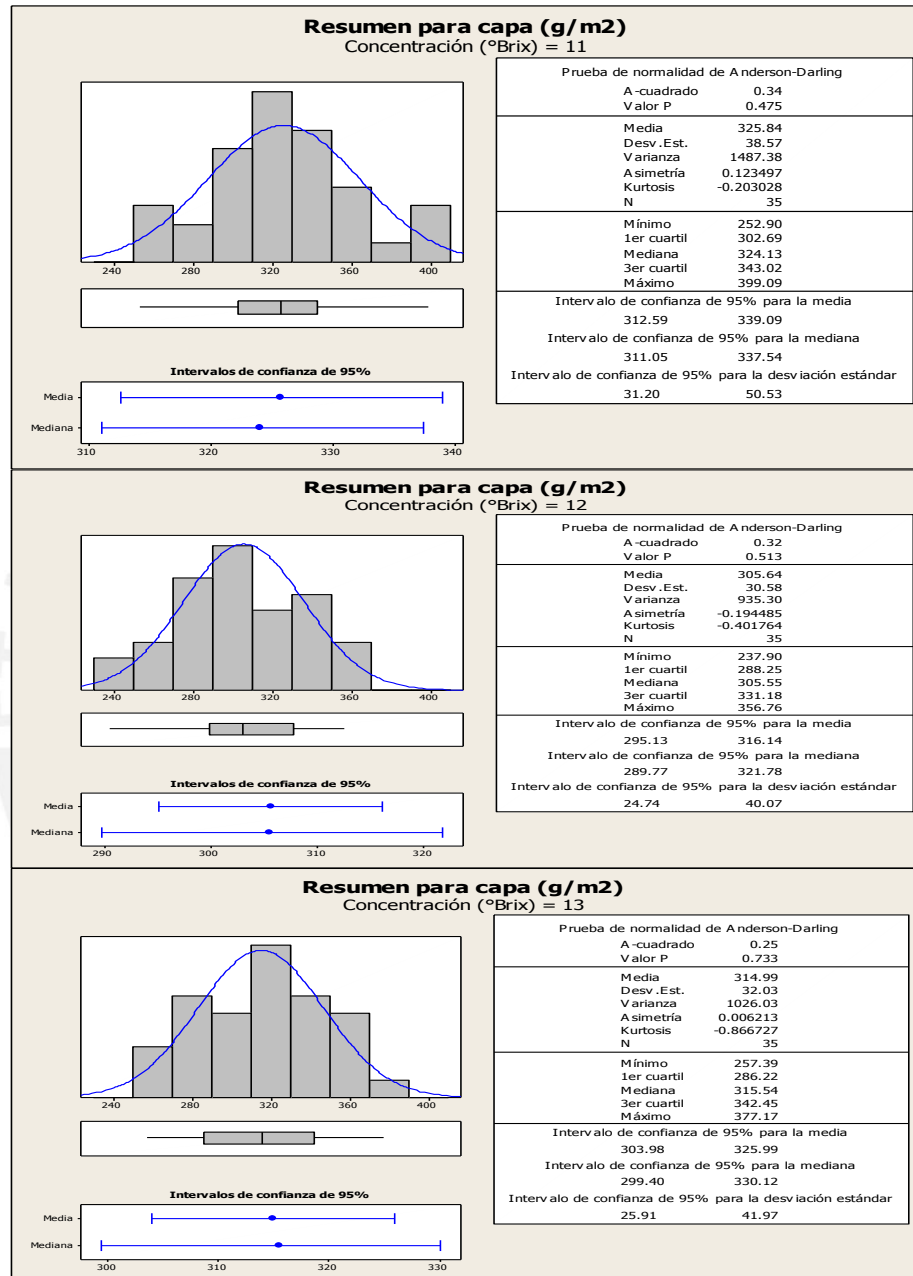 Resumen para capa (g/m2)
Concentración (°Brix) = 11
240 280 320 360 400
Intervalos de confianza de 95%
Media
Mediana
310 320 330 340
Prueba de normalidad de Anderson-Darling
A-cuadrado 0.34
Valor P 0.475
Media 325.84
Desv.Est. 38.57
Varianza 1487.38
Asimetría 0.123497
Kurtosis -0.203028
N 35
Mínimo 252.90
1er cuartil 302.69
Mediana 324.13
3er cuartil 343.02
Máximo 399.09
Intervalo de confianza de 95% para la media
312.59 339.09
Intervalo de confianza de 95% para la mediana
311.05 337.54
Intervalo de confianza de 95% para la desviación estándar
31.20 50.53
Resumen para capa (g/m2)
Concentración (°Brix) = 12
240 280 320 360 400
Intervalos de confianza de 95%
Media
Mediana
290 300 310 320
Prueba de normalidad de Anderson-Darling
A-cuadrado 0.32
Valor P 0.513
Media 305.64
Desv.Est. 30.58
Varianza 935.30
Asimetría -0.194485
Kurtosis -0.401764
N 35
Mínimo 237.90
1er cuartil 288.25
Mediana 305.55
3er cuartil 331.18
Máximo 356.76
Intervalo de confianza de 95% para la media
295.13 316.14
Intervalo de confianza de 95% para la mediana
289.77 321.78
Intervalo de confianza de 95% para la desviación estándar
24.74 40.07
Resumen para capa (g/m2)
Concentración (°Brix) = 13
240 280 320 360 400
Intervalos de confianza de 95%
Media
Mediana
300 310 320 330
Prueba de normalidad de Anderson-Darling
A-cuadrado 0.25
Valor P 0.733
Media 314.99
Desv.Est. 32.03
Varianza 1026.03
Asimetría 0.006213
Kurtosis -0.866727
N 35
Mínimo 257.39
1er cuartil 286.22
Mediana 315.54
3er cuartil 342.45
Máximo 377.17
Intervalo de confianza de 95% para la media
303.98 325.99
Intervalo de confianza de 95% para la mediana
299.40 330.12
Intervalo de confianza de 95% para la desviación estándar
25.91 41.97